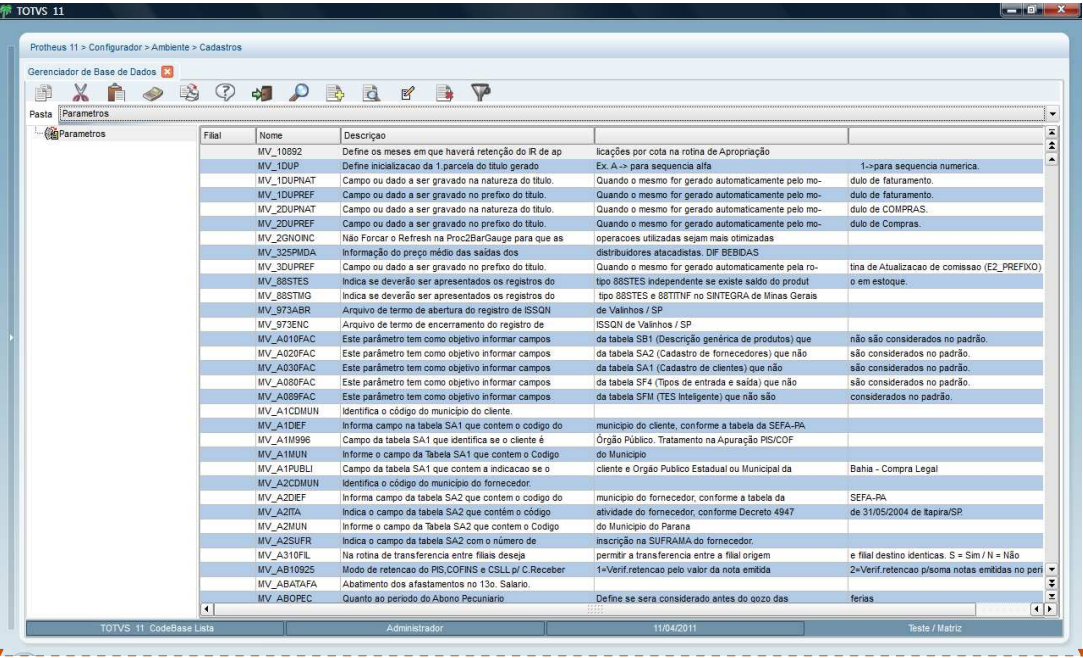 TOTVS 11
Protheus 11 > Configurador > Ambiente > Cadastros
Gerenciador de Base de Dados
Pasta Parametros
Parametros
Filial Nome Descriçao
MV_10892 Define os meses em que haverá retenção do IR de ap licações por cota na rotina de Apropriação
MV_1DUP Define inicializacao da 1.parcela do titulo gerado Ex. A -> para sequencia alfa 1->para sequencia numerica.
MV_1DUPNAT Campo ou dado a ser gravado na natureza do titulo. Quando o mesmo for gerado automaticamente pelo mo- dulo de faturamento.
MV_1DUPREF Campo ou dado a ser gravado no prefixo do titulo. Quando o mesmo for gerado automaticamente pelo mo- dulo de faturamento.
MV_2DUPNAT Campo ou dado a ser gravado na natureza do titulo. Quando o mesmo for gerado automaticamente pelo mo- dulo de COMPRAS.
MV_2DUPREF Campo ou dado a ser gravado no prefixo do titulo. Quando o mesmo for gerado automaticamente pelo mo- dulo de Compras.
MV_2GNOINC Não Forcar o Refresh na Proc2BarGauge para que as operacoes utilizadas sejam mais otimizadas
MV_325PMDA Informação do preço médio das saídas dos distribuidores atacadistas. DIF BEBIDAS
MV_3DUPREF Campo ou dado a ser gravado no prefixo do titulo. Quando o mesmo for gerado automaticamente pela ro- tina de Atualizacao de comissao (E2_PREFIXO)
MV_88STES Indica se deverão ser apresentados os registros do tipo 88STES independente se existe saldo do produt o em estoque.
MV_88STMG Indica se deverão ser apresentados os registros do tipo 88STES e 88TITNF no SINTEGRA de Minas Gerais
MV_973ABR Arquivo de termo de abertura do registro de ISSQN de Valinhos / SP
MV_973ENC Arquivo de termo de encerramento do registro de ISSQN de Valinhos / SP
MV_A010FAC Este parâmetro tem como objetivo informar campos da tabela SB1 (Descrição genérica de produtos) que não são considerados no padrão.
MV_A020FAC Este parâmetro tem como objetivo informar campos da tabela SA2 (Cadastro de fornecedores) que não são considerados no padrão.
MV_A030FAC Este parâmetro tem como objetivo informar campos da tabela SA1 (Cadastro de clientes) que não são considerados no padrão.
MV_A080FAC Este parâmetro tem como objetivo informar campos da tabela SF4 (Tipos de entrada e saída) que não são considerados no padrão.
MV_A089FAC Este parâmetro tem como objetivo informar campos da tabela SFM (TES Inteligente) que não são considerados no padrão.
MV_A1CDMUN Identifica o código do município do cliente.
MV_A1DIEF Informa campo na tabela SA1 que contem o codigo do municipio do cliente, conforme a tabela da SEFA-PA
MV_A1M996 Campo da tabela SA1 que identifica se o cliente é Órgão Público. Tratamento na Apuração PIS/COF
MV_A1MUN Informe o campo da Tabela SA1 que contem o Codigo do Municipio
MV_A1PUBLI Campo da tabela SA1 que contem a indicacao se o cliente e Orgão Publico Estadual ou Municipal da Bahia - Compra Legal
MV_A2CDMUN Identifica o código do município do fornecedor.
MV_A2DIEF Informa campo da tabela SA2 que contem o codigo do municipio do fornecedor, conforme a tabela da SEFA-PA
MV_A2ITA Indica o campo da tabela SA2 que contém o código atividade do fornecedor, conforme Decreto 4947 de 31/05/2004 de Itapira/SP.
MV_A2MUN Informe o campo da Tabela SA2 que contem o Codigo do Municipio do Parana
MV_A2SUFR Indica o campo da tabela SA2 com o número de inscrição na SUFRAMA do fornecedor.
MV_A310FIL Na rotina de transferencia entre filiais deseja permitir a transferencia entre a filial origem e filial destino identicas. S = Sim / N = Não
MV_AB10925 Modo de retencao do PIS,COFINS e CSLL p/ C.Receber 1=Verif.retencao pelo valor da nota emitida 2=Verif.retencao p/soma notas emitidas no peri
MV_ABATAFA Abatimento dos afastamentos no 13o. Salario.
MV_ABOPEC Quanto ao periodo do Abono Pecuniario Define se sera considerado antes do gozo das ferias
TOTVS 11 CodeBase Lista Administrador 11/04/2011 Teste / Matriz